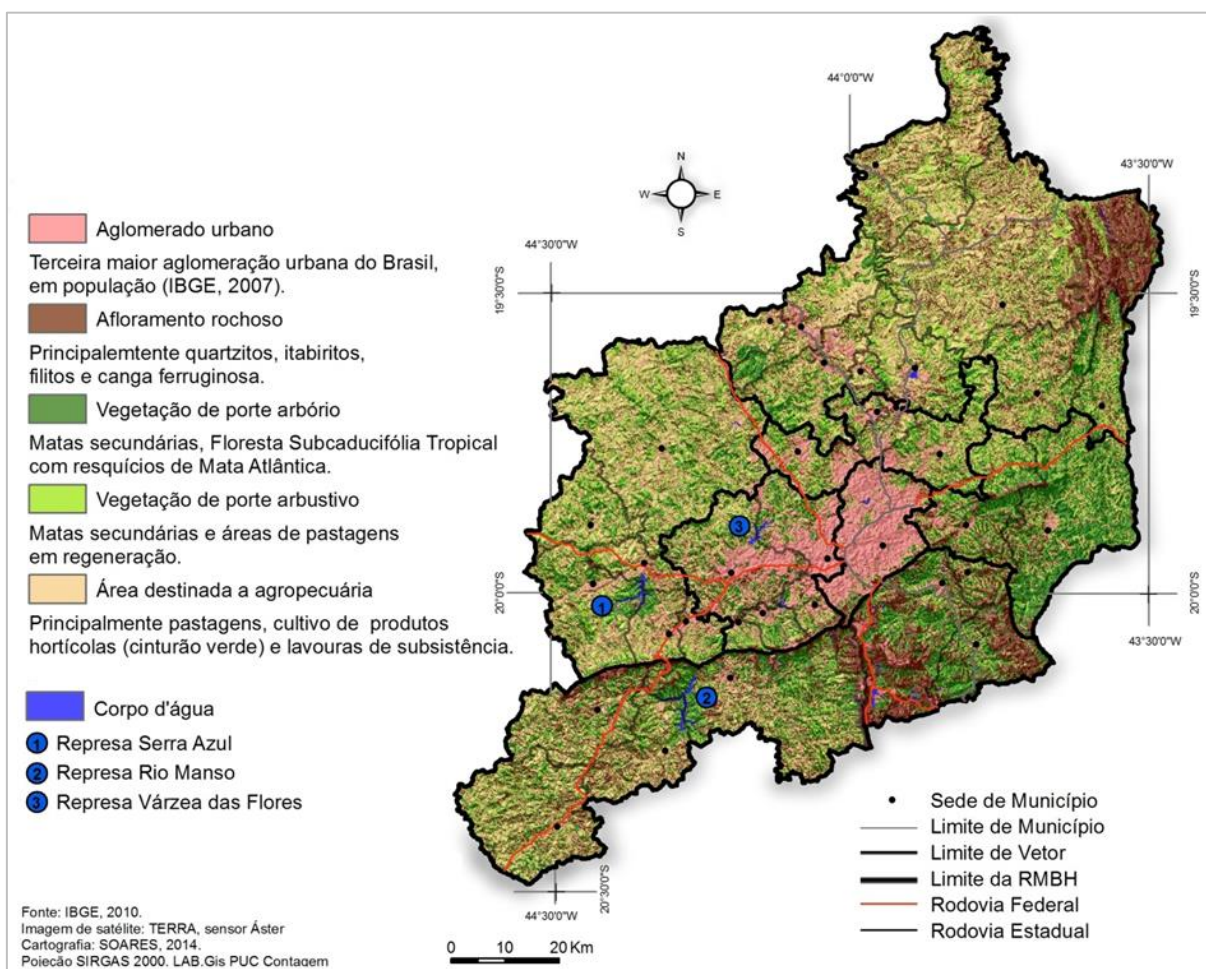 Aglomerado urbano
Terceira maior aglomeração urbana do Brasil,
em população (IBGE, 2007).
Afloramento rochoso
Principalemtente quartzitos, itabiritos,
filitos e canga ferruginosa.
Vegetação de porte arbório
Matas secundárias, Floresta Subcaducifólia Tropical
com resquícios de Mata Atlântica.
Vegetação de porte arbustivo
Matas secundárias e áreas de pastagens
em regeneração.
Área destinada a agropecuária
Principalmente pastagens, cultivo de produtos
hortícolas (cinturão verde) e lavouras de subsistência.
Corpo d'água
1 Represa Serra Azul
2 Represa Rio Manso
3 Represa Várzea das Flores
Fonte: IBGE, 2010.
Imagem de satélite: TERRA, sensor Áster
Cartografia: SOARES, 2014.
Poiecão SIRGAS 2000. LAB.Gis PUC Contagem
N
W E
S
44°0'0"W
43°30'0"W
44°30'0"W
19°30'0"S
19°30'0"S
3
20°0'0"S
1
20°0'0"S
43°30'0"W
2
20°30'0"S
44°30'0"W
0 10 20 Km
Sede de Município
Limite de Município
Limite de Vetor
Limite da RMBH
Rodovia Federal
Rodovia Estadual